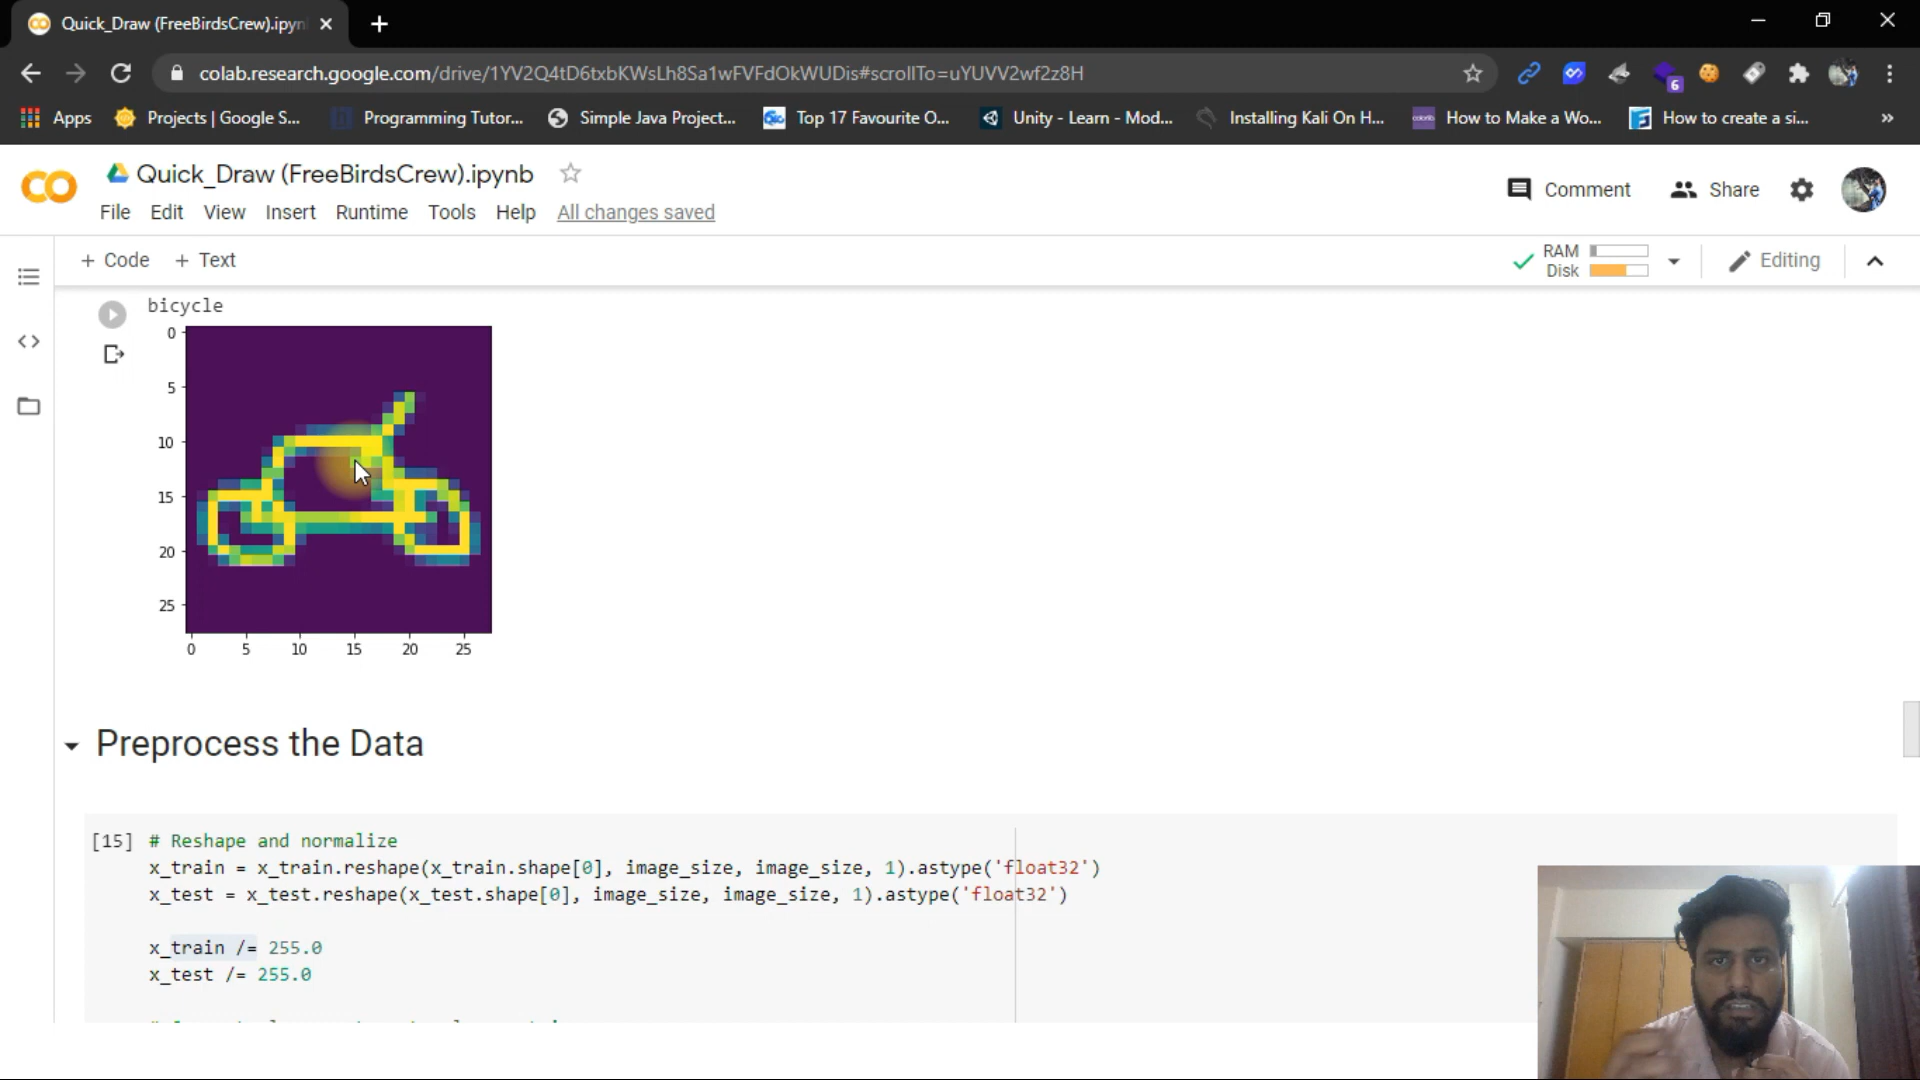 Quick_Draw (FreeBirdsCrew).ipyn
colab.research.google.com/drive/1YV2Q4tD6txbKWsLh8Sa1wFVFdOkWUDis#scrollTo=uYUVV2wf2z8H
6
Apps Projects | Google S... Programming Tutor... Simple Java Project... Top 17 Favourite O... Unity - Learn - Mod... Installing Kali On H... How to Make a Wo... How to create a si... »
Quick_Draw (FreeBirdsCrew).ipynb
Comment Share
File Edit View Insert Runtime Tools Help All changes saved
+ Code + Text
RAM
Disk
Editing
bicycle
0
5
10
15
20
25
0 5 10 15 20 25
Preprocess the Data
[15] # Reshape and normalize
x_train = x_train.reshape(x_train.shape[0], image_size, image_size, 1).astype('float32')
x_test = x_test.reshape(x_test.shape[0], image_size, image_size, 1).astype('float32')
x_train /= 255.0
x_test /= 255.0